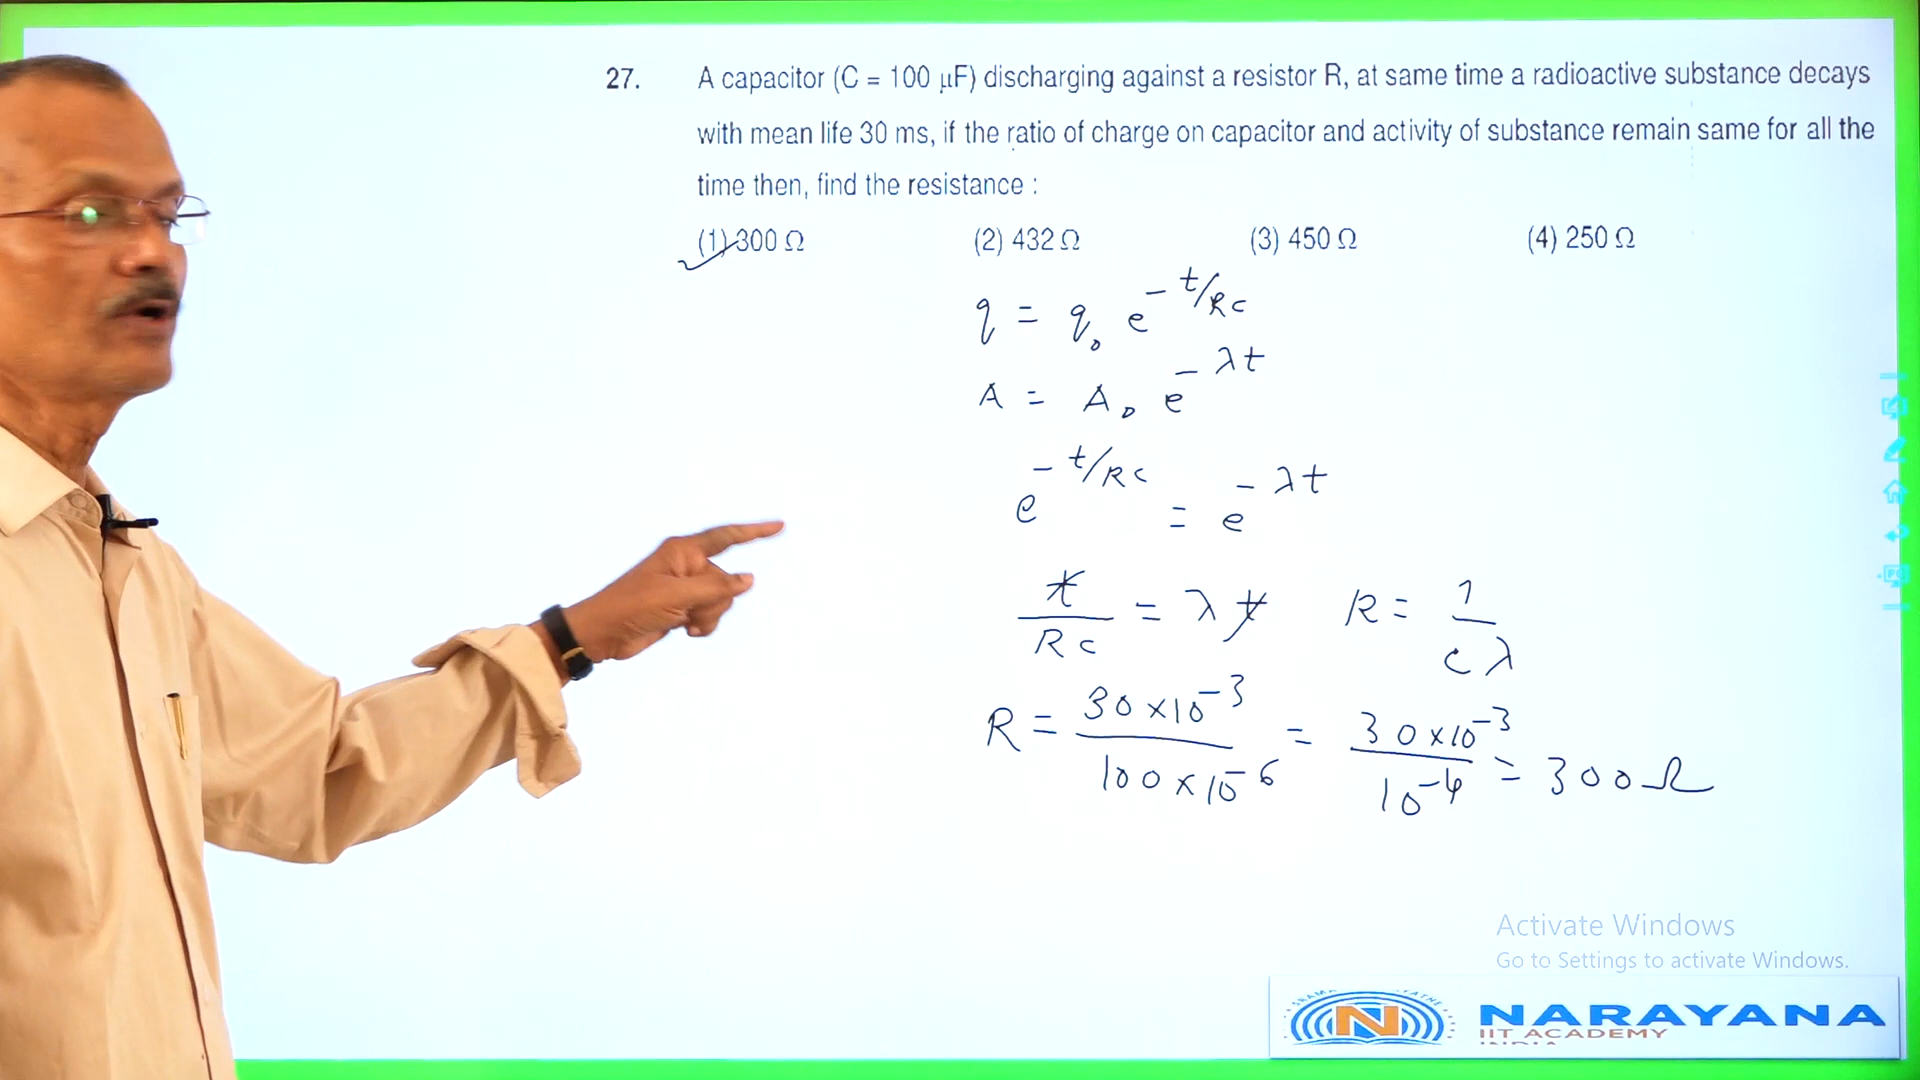 27. A capacitor (C = 100 μF) discharging against a resistor R, at same time a radioactive substance decays
with mean life 30 ms, if the ratio of charge on capacitor and activity of substance remain same for all the
time then, find the resistance :
(1) 300 Ω (2) 432 Ω (3) 450 Ω (4) 250 Ω
q = q₀ e^(-t/RC)
A = A₀ e^(-λt)
e^(-t/RC) = e^(-λt)
t/RC = λt R = 1/Cλ
R = 30×10⁻³/100×10⁻⁶ = 30×10⁻³/10⁻⁴ = 300Ω
Activate Windows
Go to Settings to activate Windows.
N NARAYANA
IIT ACADEMY
INDIA